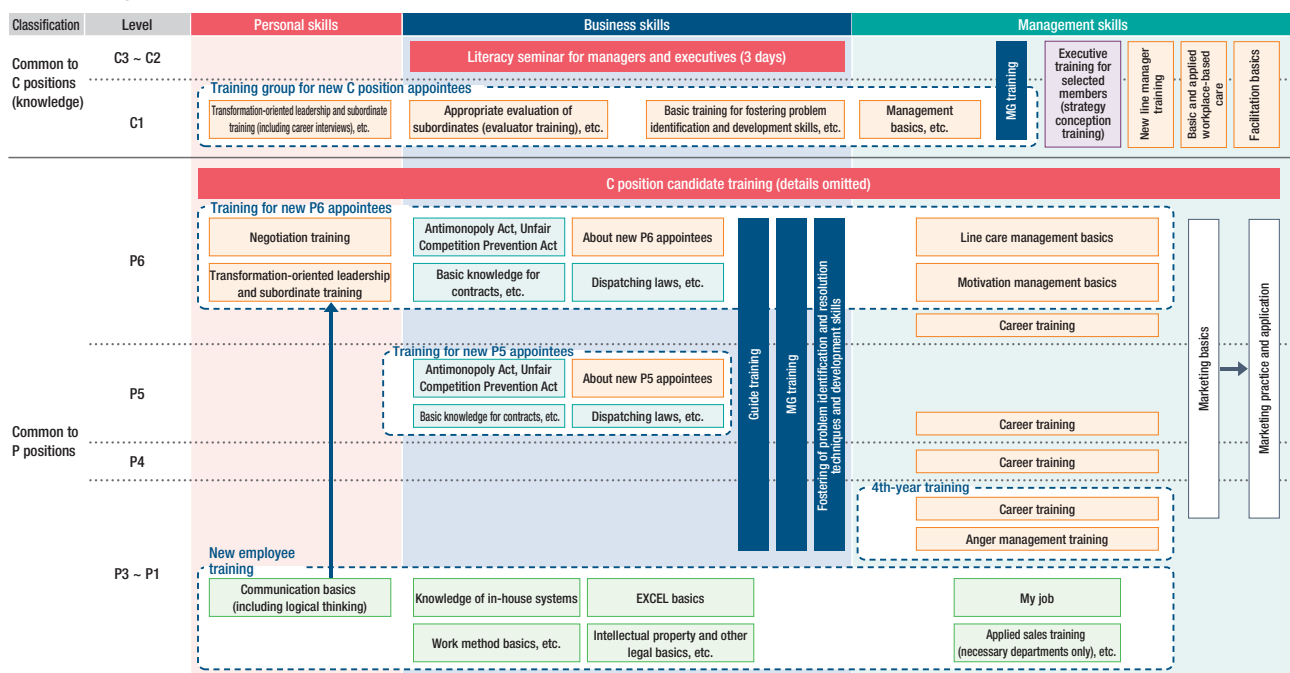 Classification
Level
Personal skills
Business skills
Management skills
Common to
C positions
(knowledge)
C3 ~ C2
Literacy seminar for managers and executives (3 days)
C1
Training group for new C position appointees
Transformation-oriented leadership and subordinate
training (including career interviews), etc.
Appropriate evaluation of
subordinates (evaluator training), etc.
Basic training for fostering problem
identification and development skills, etc.
Management
basics, etc.
MG training
Executive
training for
selected
members
(strategy
conception
training)
New line manager
training
Basic and applied
workplace-based
care
Facilitation basics
C position candidate training (details omitted)
Common to
P positions
P6
Training for new P6 appointees
Negotiation training
Transformation-oriented leadership
and subordinate training
Antimonopoly Act, Unfair
Competition Prevention Act
About new P6 appointees
Basic knowledge for
contracts, etc.
Dispatching laws, etc.
Line care management basics
Motivation management basics
Career training
Guide training
MG training
Fostering of problem identification and resolution
techniques and development skills
Marketing basics
Marketing practice and application
P5
Training for new P5 appointees
Antimonopoly Act, Unfair
Competition Prevention Act
About new P5 appointees
Basic knowledge for contracts, etc.
Dispatching laws, etc.
Career training
P4
Career training
P3 ~ P1
4th-year training
Career training
Anger management training
New employee
training
Communication basics
(including logical thinking)
Knowledge of in-house systems
EXCEL basics
My job
Work method basics, etc.
Intellectual property and other
legal basics, etc.
Applied sales training
(necessary departments only), etc.